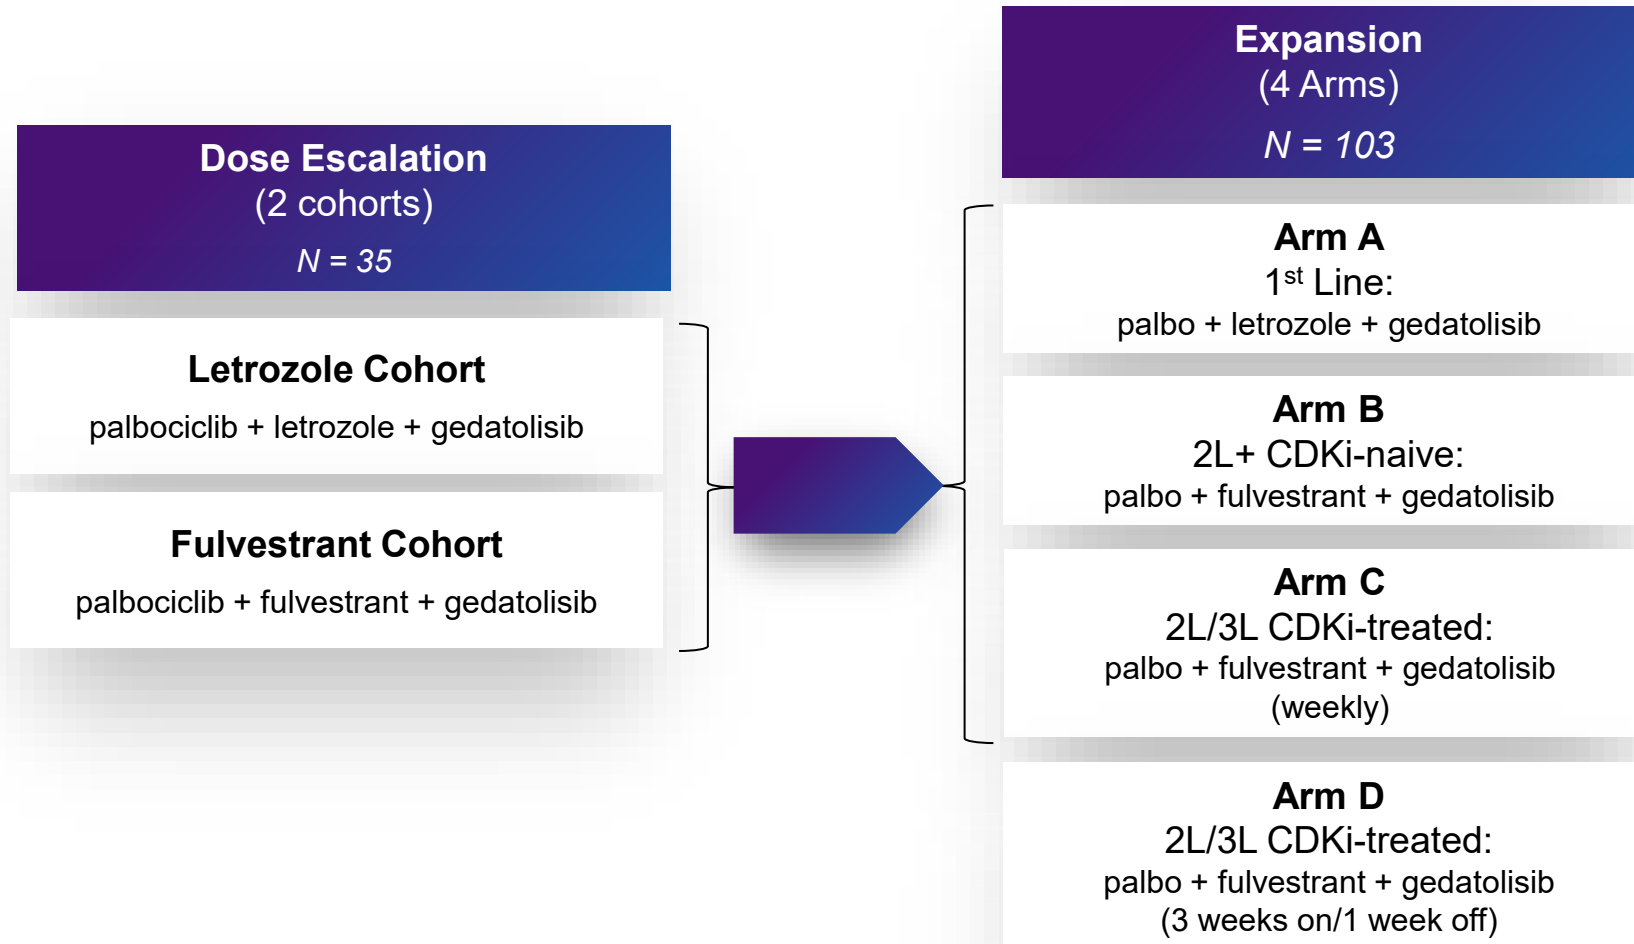 Dose Escalation
(2 cohorts)
N = 35
Letrozole Cohort
palbociclib + letrozole + gedatolisib
Fulvestrant Cohort
palbociclib + fulvestrant + gedatolisib
Expansion
(4 Arms)
N = 103
Arm A
1st Line:
palbo + letrozole + gedatolisib
Arm B
2L+ CDKi-naive:
palbo + fulvestrant + gedatolisib
Arm C
2L/3L CDKi-treated:
palbo + fulvestrant + gedatolisib
(weekly)
Arm D
2L/3L CDKi-treated:
palbo + fulvestrant + gedatolisib
(3 weeks on/1 week off)